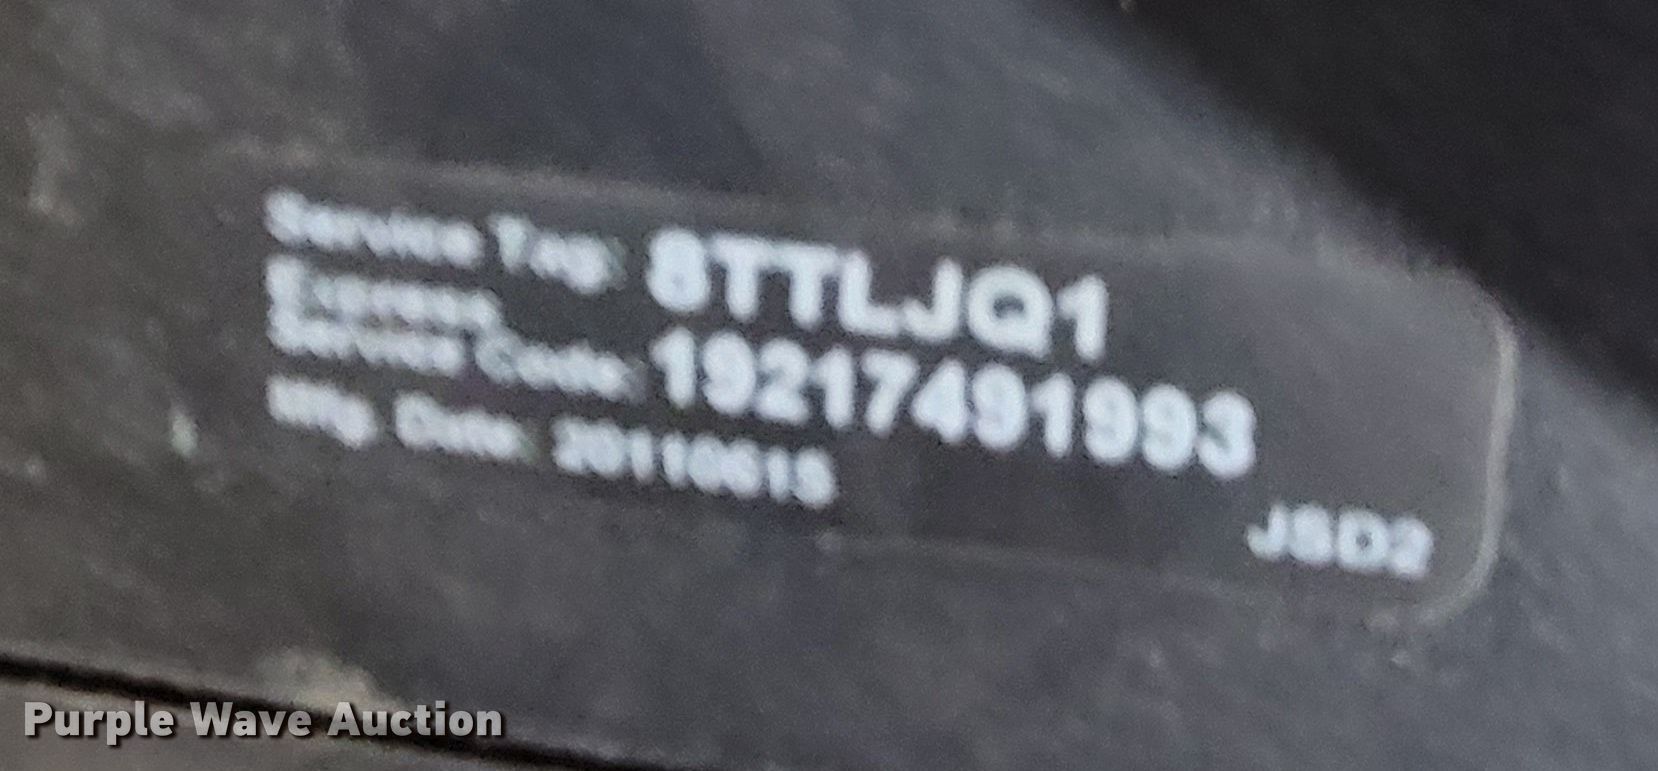 Service Tag: 8TTLJQ1
Express
Service Code: 19217491993
Mfg. Date: 20110615
JSD2
Purple Wave Auction